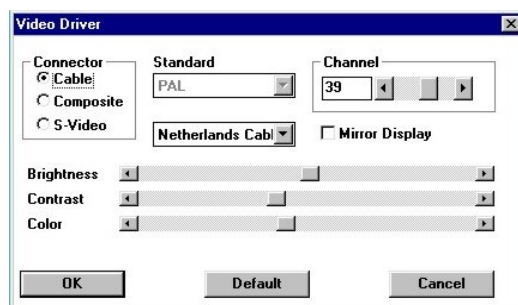 Video Driver
Connector
Cable
Composite
S-Video
Standard
PAL
Netherlands Cabl
Channel
39
Mirror Display
Brightness
Contrast
Color
OK
Default
Cancel